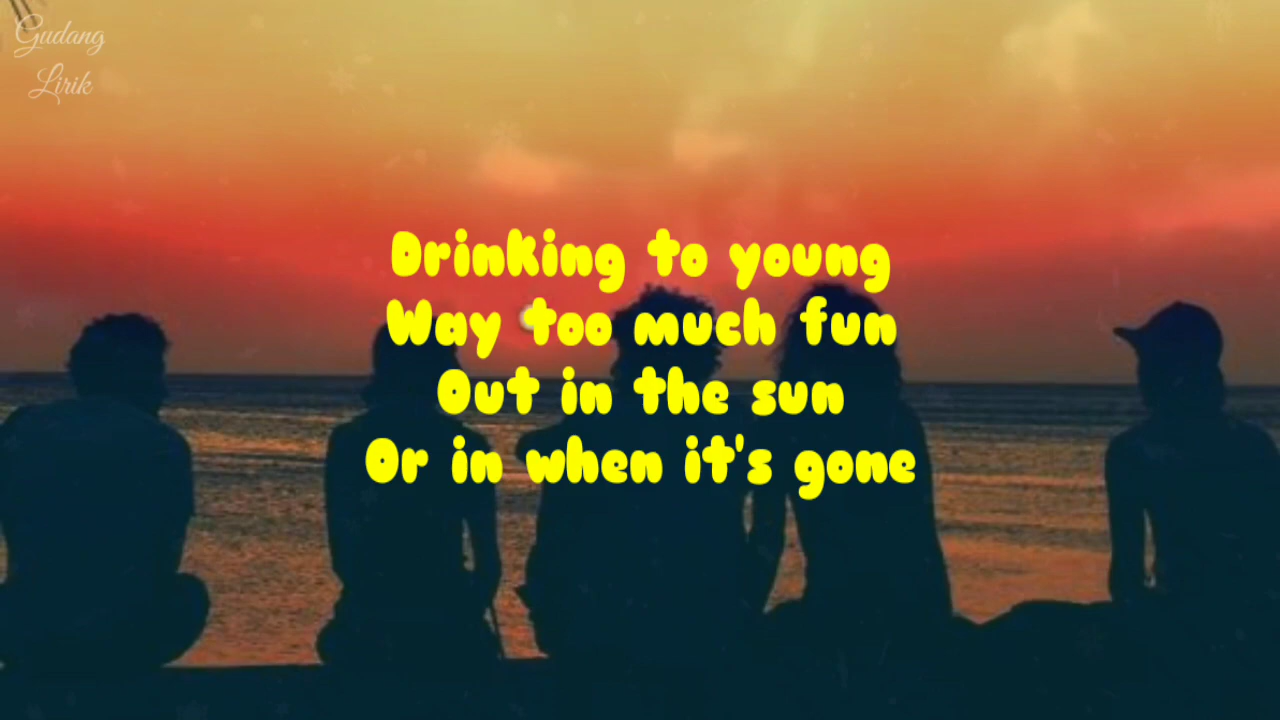 Gudang
Lirik
Drinking to young
Way too much fun
Out in the sun
Or in when it's gone